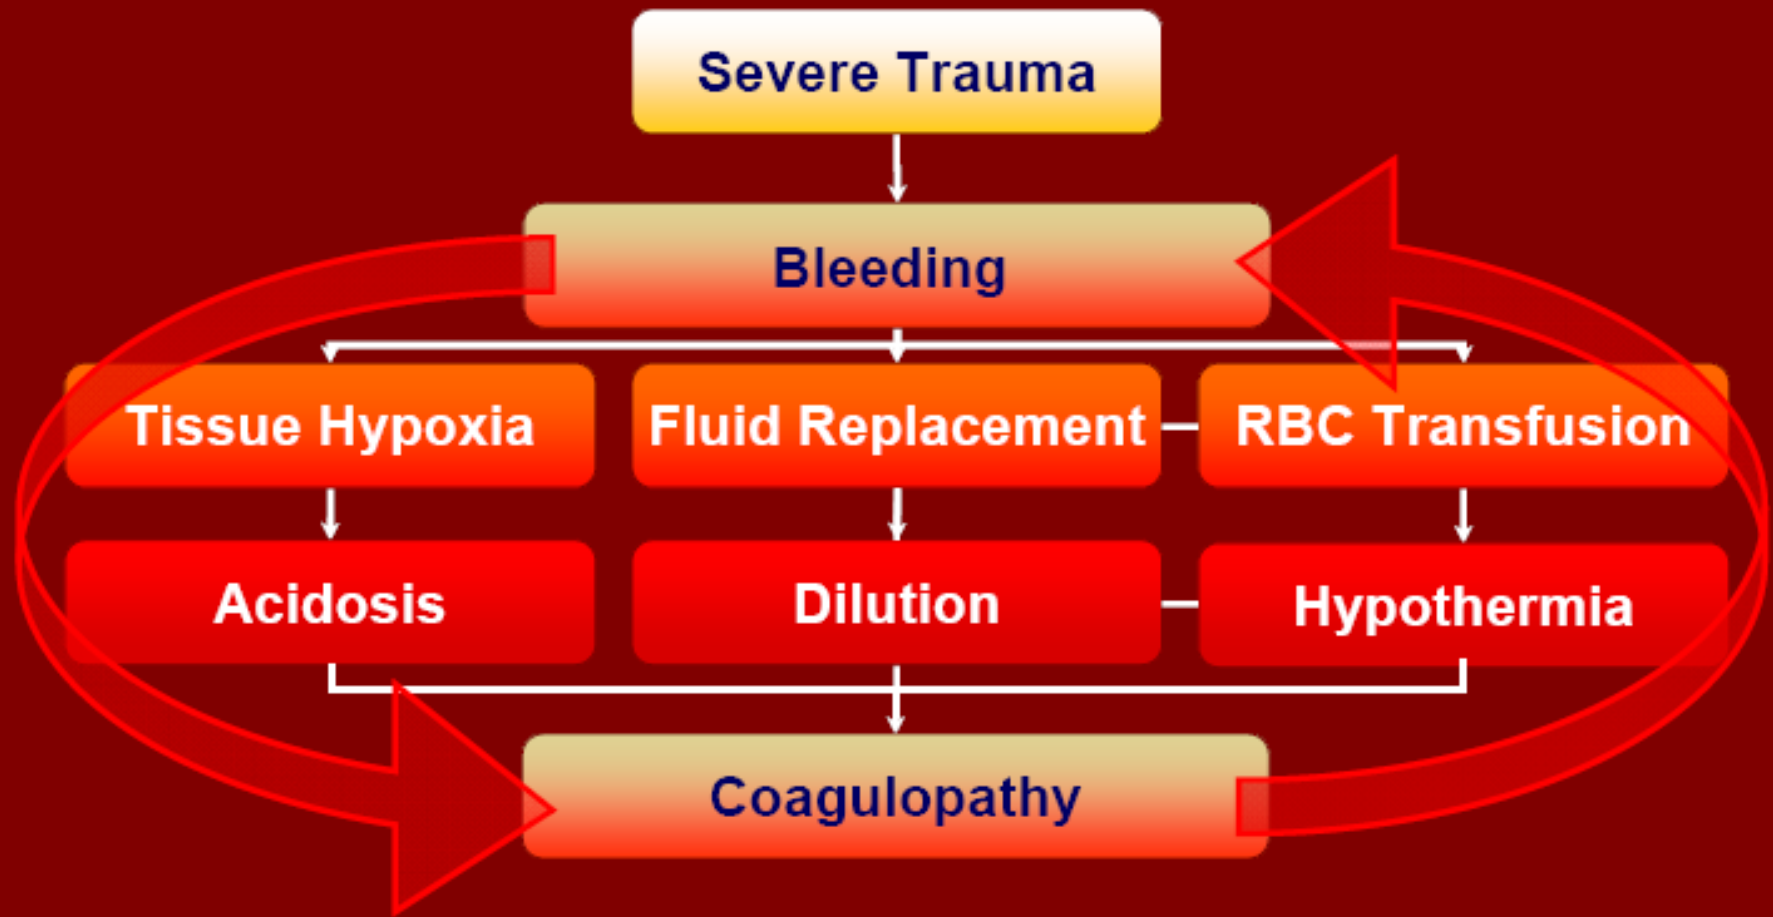 Severe Trauma
Bleeding
Tissue Hypoxia
Fluid Replacement
RBC Transfusion
Acidosis
Dilution
Hypothermia
Coagulopathy